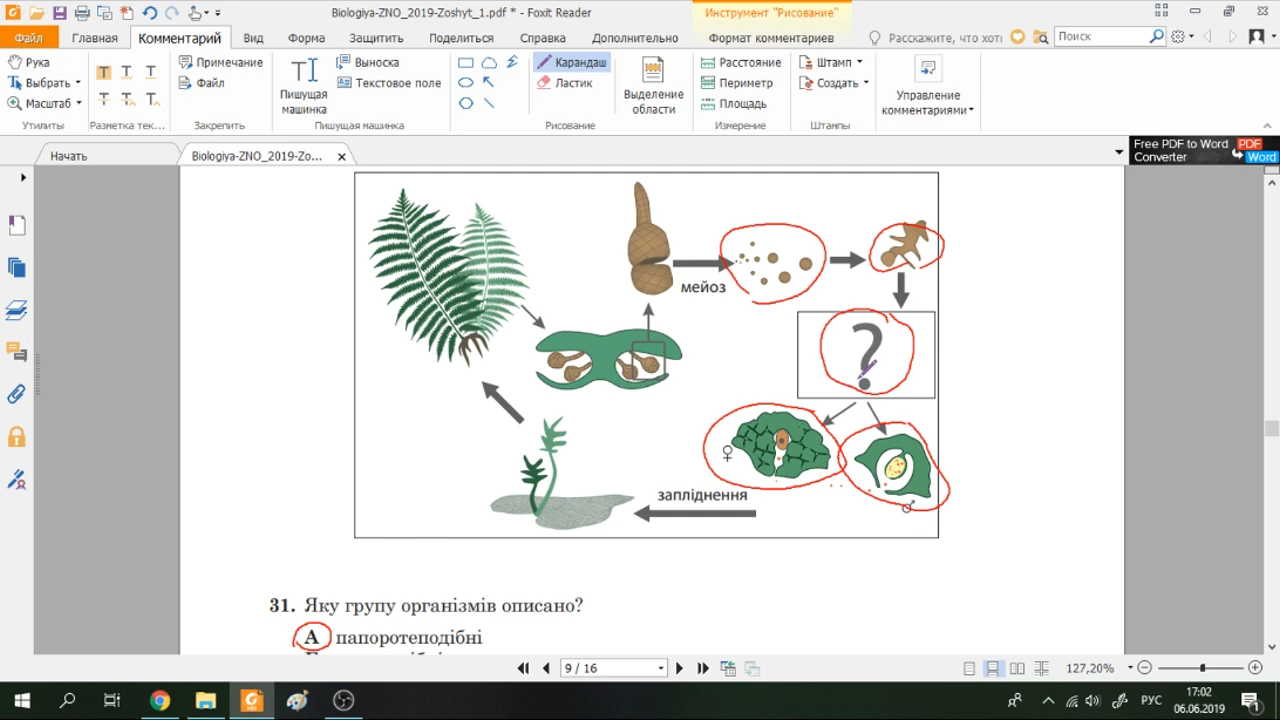 Biologiya-ZNO_2019-Zoshyt_1.pdf * - Foxit Reader
Инструмент "Рисование"
Файл
Главная
Комментарий
Вид
Форма
Защитить
Поделиться
Справка
Дополнительно
Формат комментариев
Расскажите, что хоті
Поиск
Рука
Выбрать
Масштаб
Утилиты
T T T
T T T
Разметка тек...
Примечание
Файл
Закрепить
Пишущая
машинка
Выноска
Текстовое поле
Пишущая машинка
Карандаш
Ластик
Рисование
Выделение
области
Расстояние
Периметр
Площадь
Измерение
Штамп
Создать
Штампы
Управление
комментариями
Начать
Biologiya-ZNO_2019-Zo...
Free PDF to Word
Converter
PDF
Word
мейоз
?
♀
♂
запліднення
31. Яку групу організмів описано?
А папоротеподібні
9 / 16
127,20%
РУС
17:02
06.06.2019
1